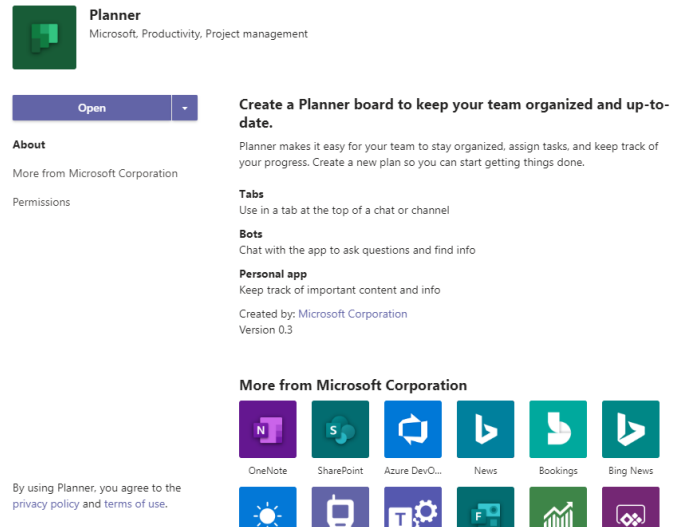 Planner
Microsoft, Productivity, Project management
Open
About
More from Microsoft Corporation
Permissions
Create a Planner board to keep your team organized and up-to-
date.
Planner makes it easy for your team to stay organized, assign tasks, and keep track of
your progress. Create a new plan so you can start getting things done.
Tabs
Use in a tab at the top of a chat or channel
Bots
Chat with the app to ask questions and find info
Personal app
Keep track of important content and info
Created by: Microsoft Corporation
Version 0.3
More from Microsoft Corporation
N
S
OneNote
SharePoint
Azure DevO...
News
Bookings
Bing News
T
F
By using Planner, you agree to the
privacy policy and terms of use.